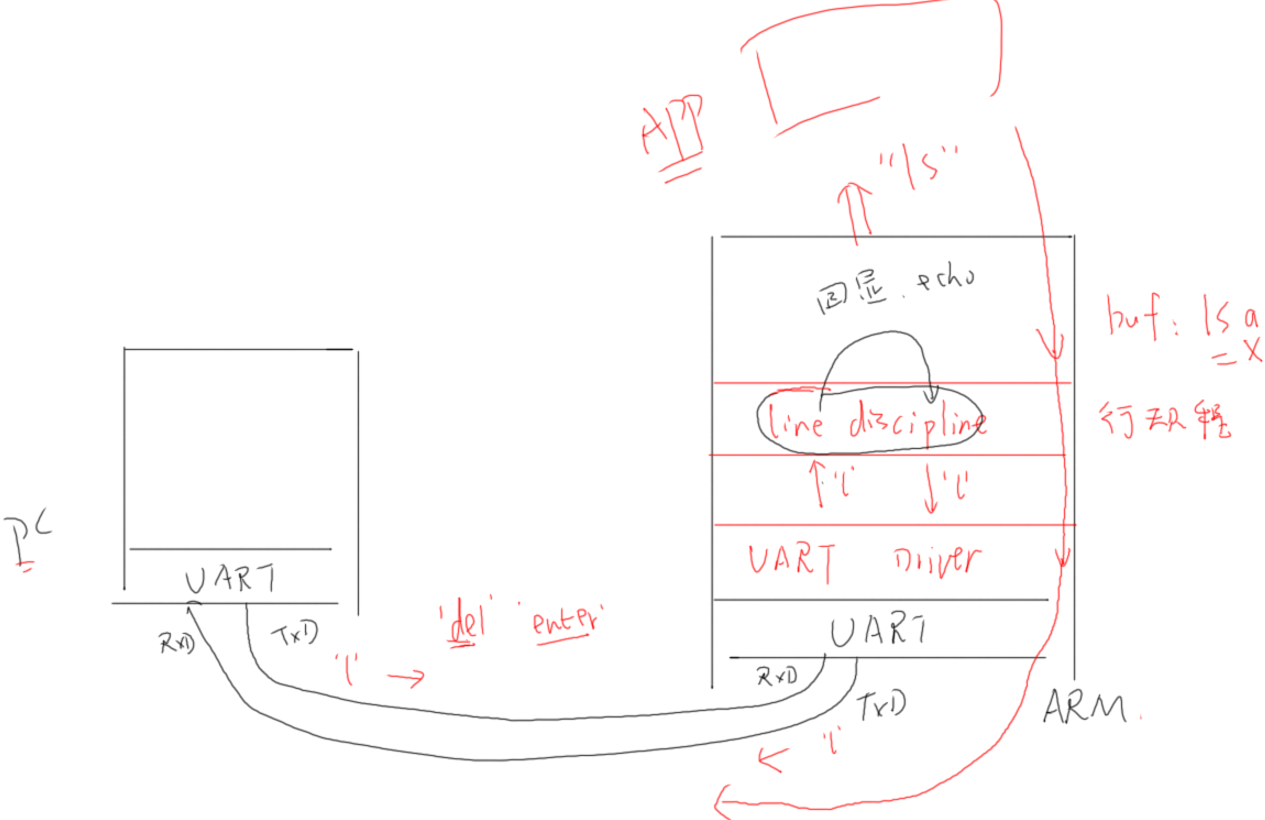 APP
"ls"
回显. echo
buf: ls a
x
line discipline
行规程
'l'
'l'
PC
UART Driver
UART
UART
RxD
TxD
'del' 'enter'
'l'
RxD
TxD
ARM.
'l'